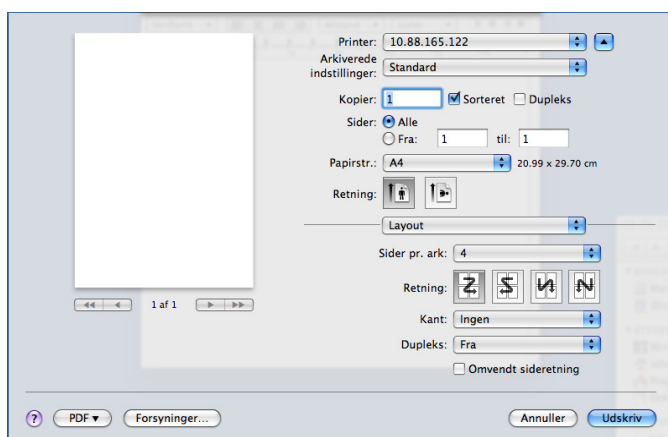 Printer: 10.88.165.122
Arkiverede
indstillinger: Standard
Kopier: 1 Sorteret Dupleks
Sider: Alle
Fra: 1 til: 1
Papirstr.: A4 20.99 x 29.70 cm
Retning:
Layout
Sider pr. ark: 4
Retning:
1 af 1
Kant: Ingen
Dupleks: Fra
Omvendt sideretning
? PDF Forsyninger... Annuller Udskriv